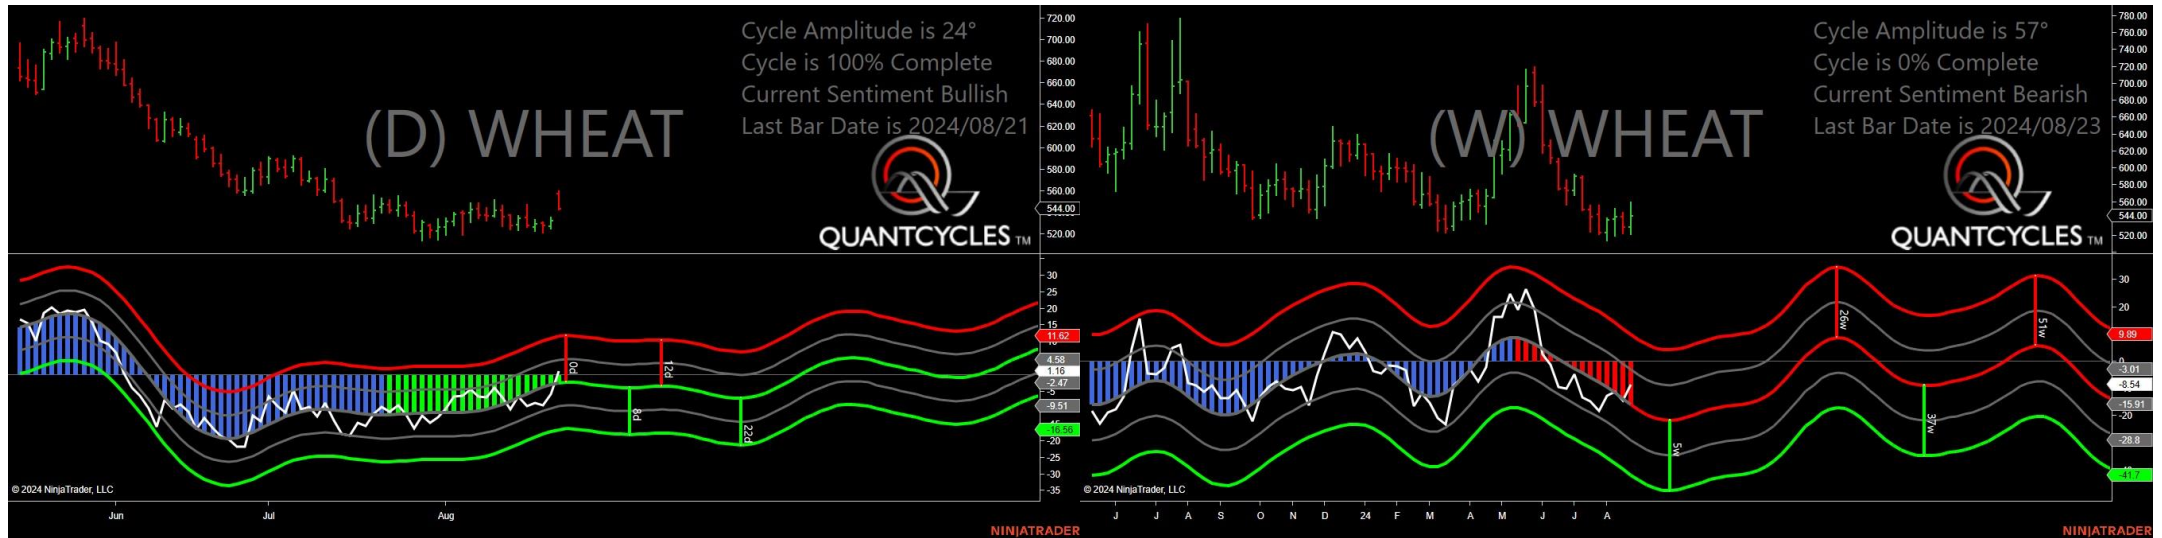 Cycle Amplitude is 24°
Cycle is 100% Complete
Current Sentiment Bullish
Last Bar Date is 2024/08/21
(D) WHEAT
QUANTCYCLES TM
720.00
700.00
680.00
660.00
640.00
620.00
600.00
580.00
560.00
544.00
520.00
30
25
20
15
11.62
4.58
1.16
-2.47
-5
-9.51
-16.56
-20
-25
-30
-35
0d
8d
12d
22d
© 2024 NinjaTrader, LLC
Jun
Jul
Aug
NINJATRADER
Cycle Amplitude is 57°
Cycle is 0% Complete
Current Sentiment Bearish
Last Bar Date is 2024/08/23
(W) WHEAT
QUANTCYCLES TM
780.00
760.00
740.00
720.00
700.00
680.00
660.00
640.00
620.00
600.00
580.00
560.00
544.00
520.00
30
20
9.89
-3.01
-8.54
-15.91
-20
-28.8
-41.7
5w
26w
37w
51w
© 2024 NinjaTrader, LLC
J
J
A
S
O
N
D
24
F
M
A
M
J
J
A
NINJATRADER